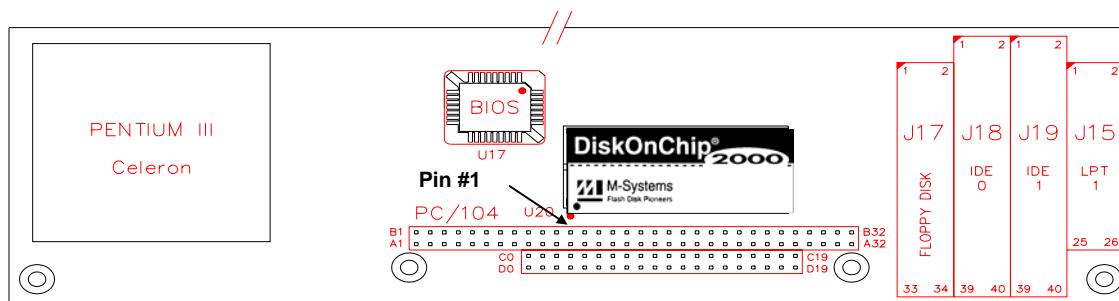 PENTIUM III
Celeron
BIOS
U17
DiskOnChip®
2000
M-Systems
Flash Disk Pioneers
Pin #1
PC/104
U20
B1
B32
A1
A32
C0
C19
D0
D19
1 2
J17
FLOPPY DISK
33 34
1 2
J18
IDE
0
39 40
1 2
J19
IDE
1
39 40
1 2
J15
LPT
1
25 26